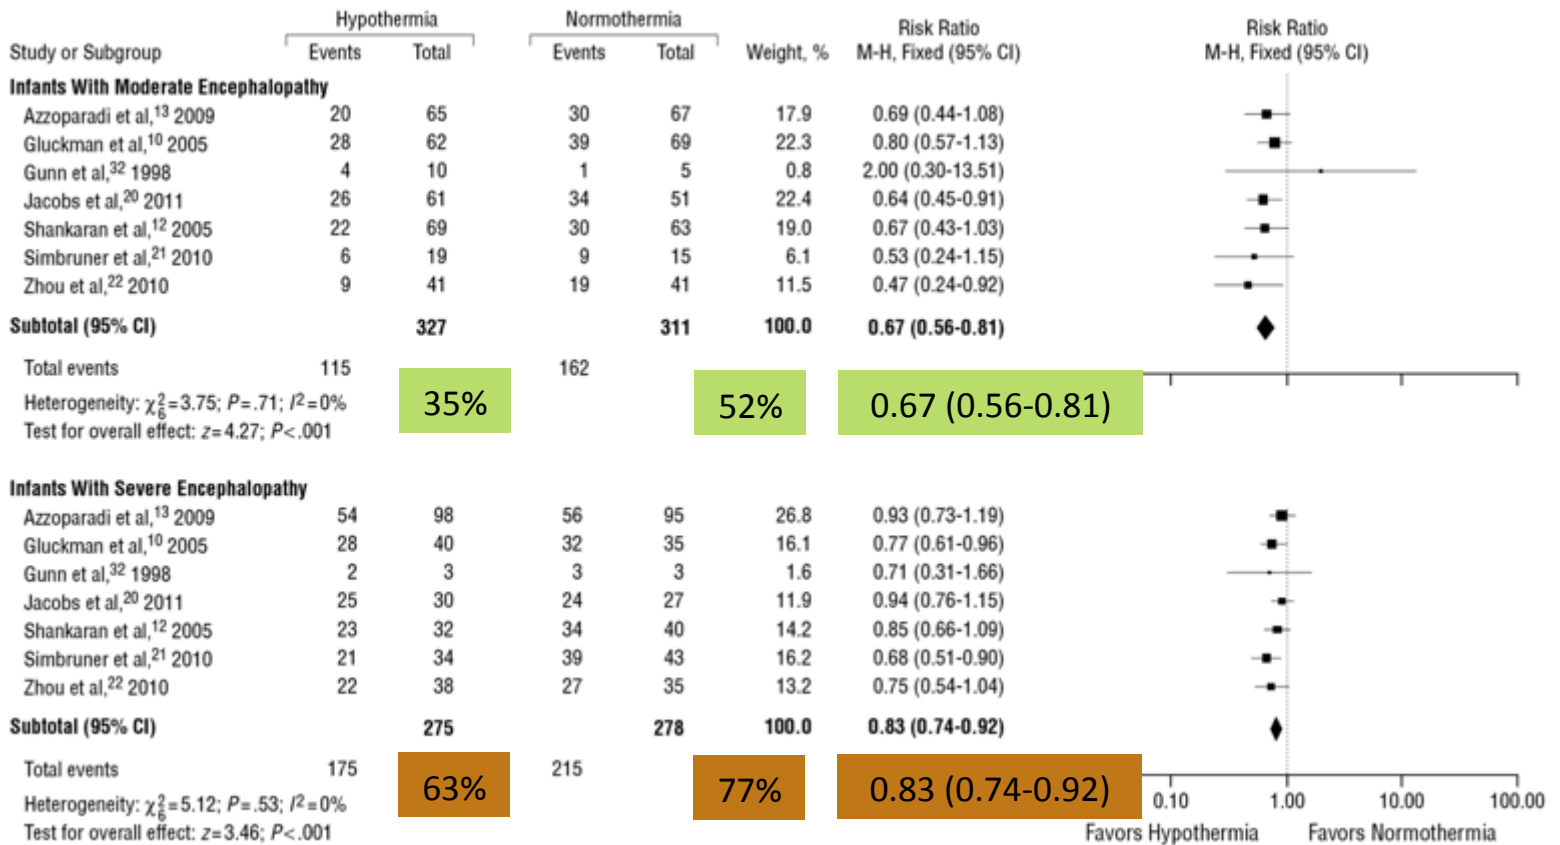 Hypothermia Normothermia Risk Ratio Risk Ratio
Study or Subgroup Events Total Events Total Weight, % M-H, Fixed (95% CI) M-H, Fixed (95% CI)
Infants With Moderate Encephalopathy
Azzoparadi et al,13 2009 20 65 30 67 17.9 0.69 (0.44-1.08)
Gluckman et al,10 2005 28 62 39 69 22.3 0.80 (0.57-1.13)
Gunn et al,32 1998 4 10 1 5 0.8 2.00 (0.30-13.51)
Jacobs et al,20 2011 26 61 34 51 22.4 0.64 (0.45-0.91)
Shankaran et al,12 2005 22 69 30 63 19.0 0.67 (0.43-1.03)
Simbruner et al,21 2010 6 19 9 15 6.1 0.53 (0.24-1.15)
Zhou et al,22 2010 9 41 19 41 11.5 0.47 (0.24-0.92)
Subtotal (95% CI) 327 311 100.0 0.67 (0.56-0.81)
Total events 115 162
35% 52% 0.67 (0.56-0.81)
Heterogeneity: χ²₆=3.75; P=.71; I²=0%
Test for overall effect: z=4.27; P<.001
Infants With Severe Encephalopathy
Azzoparadi et al,13 2009 54 98 56 95 26.8 0.93 (0.73-1.19)
Gluckman et al,10 2005 28 40 32 35 16.1 0.77 (0.61-0.96)
Gunn et al,32 1998 2 3 3 3 1.6 0.71 (0.31-1.66)
Jacobs et al,20 2011 25 30 24 27 11.9 0.94 (0.76-1.15)
Shankaran et al,12 2005 23 32 34 40 14.2 0.85 (0.66-1.09)
Simbruner et al,21 2010 21 34 39 43 16.2 0.68 (0.51-0.90)
Zhou et al,22 2010 22 38 27 35 13.2 0.75 (0.54-1.04)
Subtotal (95% CI) 275 278 100.0 0.83 (0.74-0.92)
Total events 175 215
63% 77% 0.83 (0.74-0.92)
0.10 1.00 10.00 100.00
Heterogeneity: χ²₆=5.12; P=.53; I²=0%
Test for overall effect: z=3.46; P<.001
Favors Hypothermia Favors Normothermia